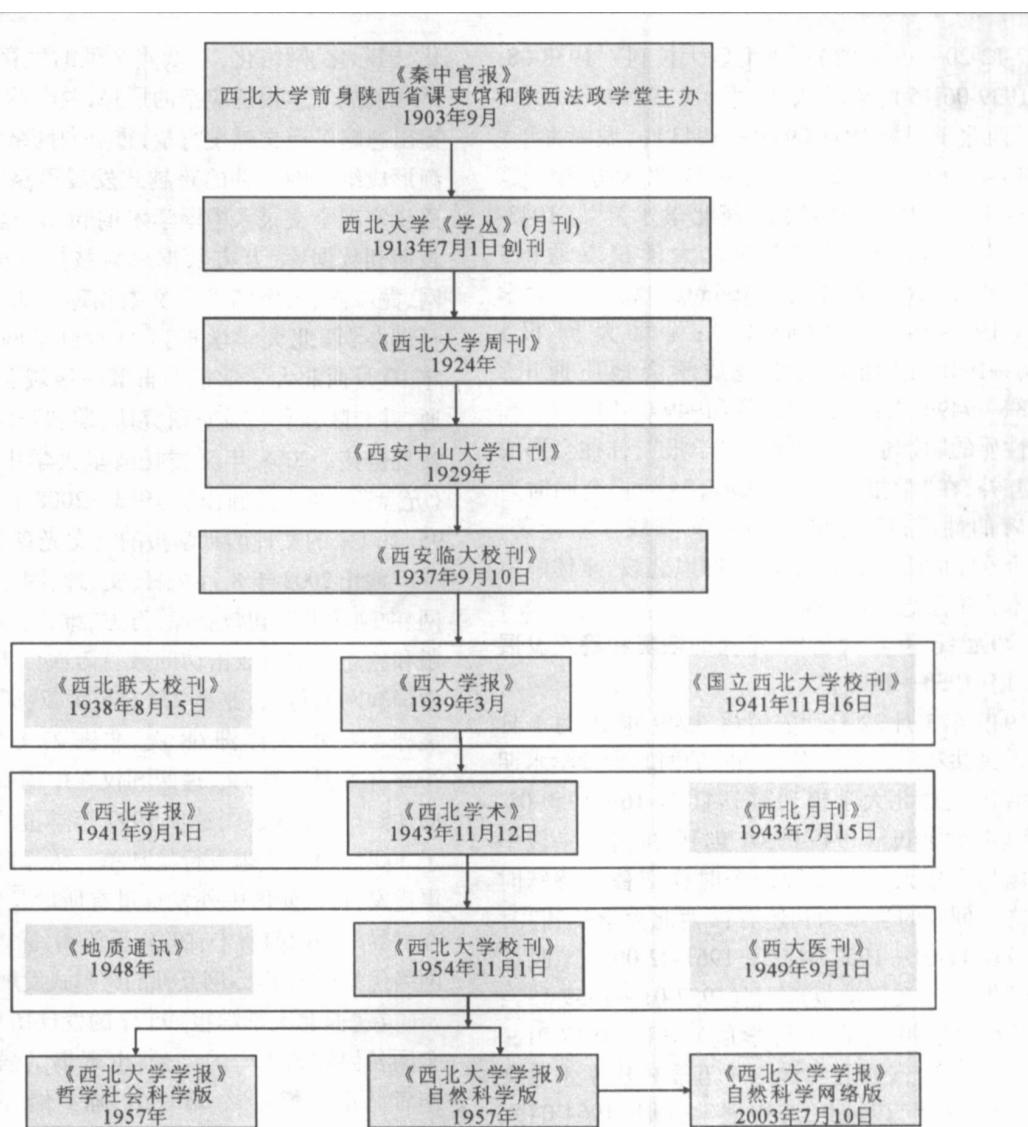 《秦中官报》
西北大学前身陕西省课吏馆和陕西法政学堂主办
1903年9月
西北大学《学丛》(月刊)
1913年7月1日创刊
《西北大学周刊》
1924年
《西安中山大学日刊》
1929年
《西安临大校刊》
1937年9月10日
《西北联大校刊》
1938年8月15日
《西大学报》
1939年3月
《国立西北大学校刊》
1941年11月16日
《西北学报》
1941年9月1日
《西北学术》
1943年11月12日
《西北月刊》
1943年7月15日
《地质通讯》
1948年
《西北大学校刊》
1954年11月1日
《西大医刊》
1949年9月1日
《西北大学学报》
哲学社会科学版
1957年
《西北大学学报》
自然科学版
1957年
《西北大学学报》
自然科学网络版
2003年7月10日